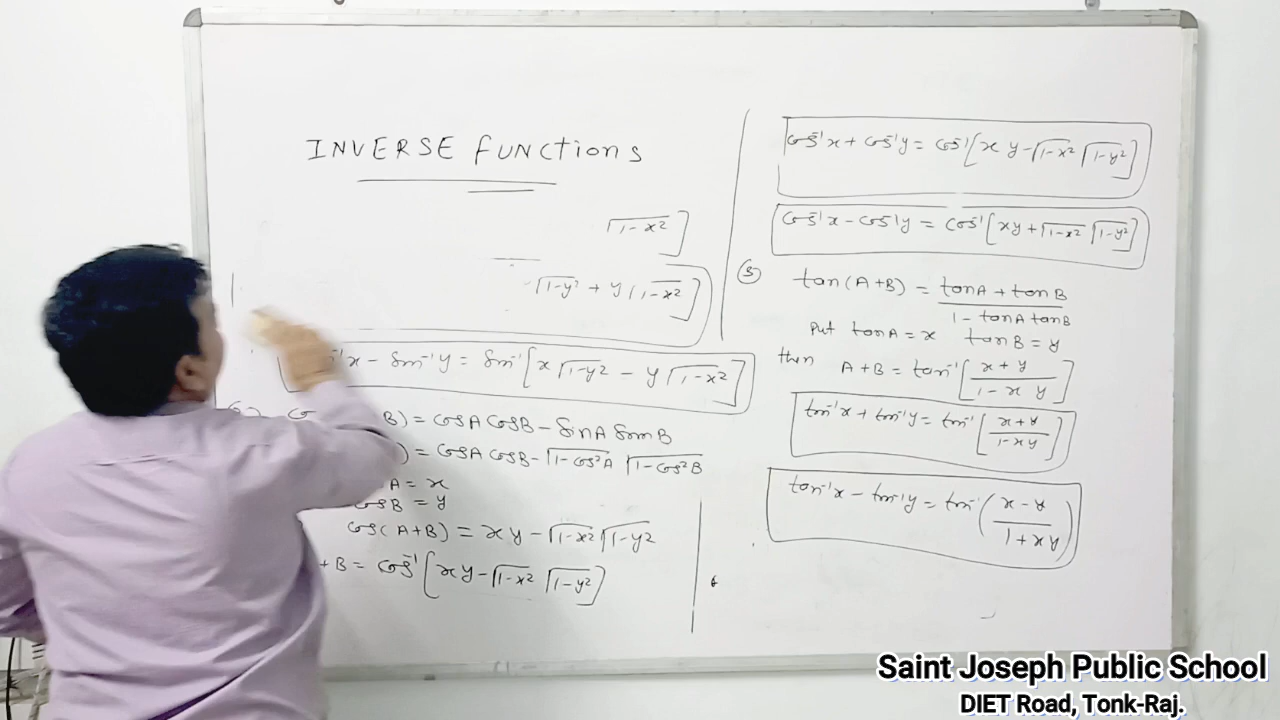 INVERSE FUNCTIONS
√1-x²]
√1-y² + y√1-x²]
⁻¹x - Sin⁻¹y = Sin⁻¹[x√1-y² - y√1-x²]
B) = cosA cosB - SinA SinB
) = cosA cosB - √1-cos²A √1-cos²B
A = x
cosB = y
cos(A+B) = xy - √1-x² √1-y²
+B = cos⁻¹[xy - √1-x² √1-y²]
cos⁻¹x + cos⁻¹y = cos⁻¹[xy - √1-x² √1-y²]
cos⁻¹x - cos⁻¹y = cos⁻¹[xy + √1-x² √1-y²]
③ tan(A+B) = tanA + tanB / 1 - tanA tanB
Put tanA = x tanB = y
then A+B = tan⁻¹[x+y / 1-xy]
tan⁻¹x + tan⁻¹y = tan⁻¹[x+y / 1-xy]
tan⁻¹x - tan⁻¹y = tan⁻¹(x-y / 1+xy)
Saint Joseph Public School
DIET Road, Tonk-Raj.